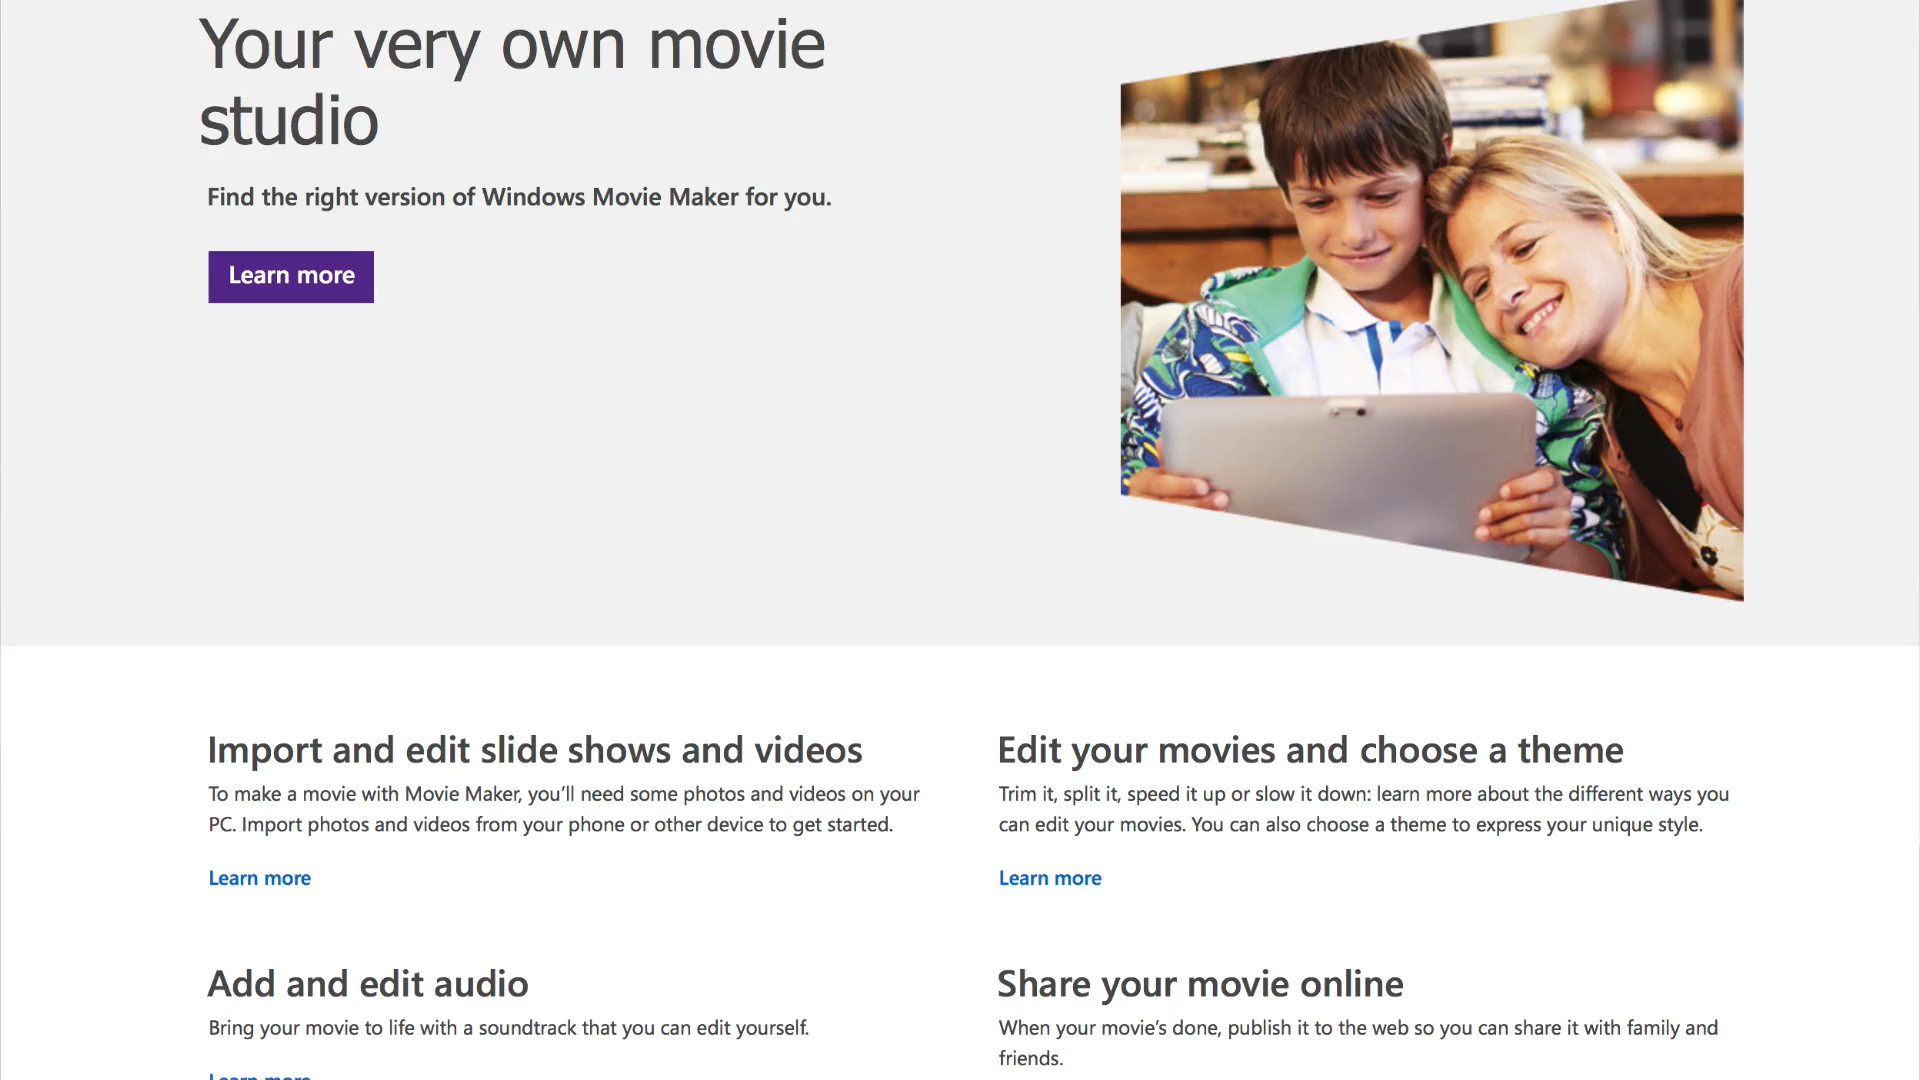 Your very own movie
studio
Find the right version of Windows Movie Maker for you.
Learn more
Import and edit slide shows and videos
To make a movie with Movie Maker, you’ll need some photos and videos on your
PC. Import photos and videos from your phone or other device to get started.
Learn more
Edit your movies and choose a theme
Trim it, split it, speed it up or slow it down: learn more about the different ways you
can edit your movies. You can also choose a theme to express your unique style.
Learn more
Add and edit audio
Bring your movie to life with a soundtrack that you can edit yourself.
Learn more
Share your movie online
When your movie’s done, publish it to the web so you can share it with family and
friends.